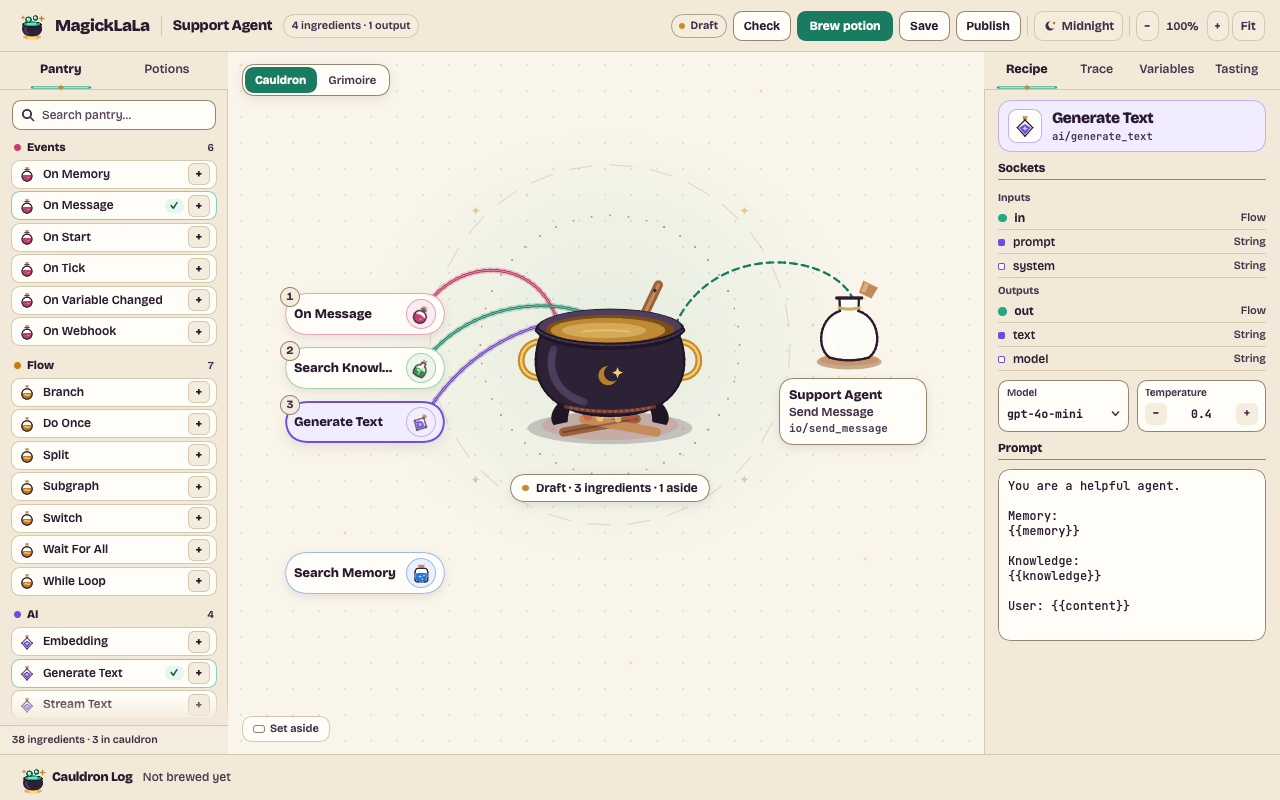 MagickLaLa
Support Agent
4 ingredients · 1 output
Draft
Check
Brew potion
Save
Publish
Midnight
−
100%
+
Fit
Pantry
Potions
Search pantry...
Events
6
On Memory
+
On Message
+
On Start
+
On Tick
+
On Variable Changed
+
On Webhook
+
Flow
7
Branch
+
Do Once
+
Split
+
Subgraph
+
Switch
+
Wait For All
+
While Loop
+
AI
4
Embedding
+
Generate Text
+
Stream Text
+
38 ingredients · 3 in cauldron
Cauldron
Grimoire
1
On Message
2
Search Knowl...
3
Generate Text
Support Agent
Send Message
io/send_message
Draft · 3 ingredients · 1 aside
Search Memory
Set aside
Recipe
Trace
Variables
Tasting
Generate Text
ai/generate_text
Sockets
Inputs
in
Flow
prompt
String
system
String
Outputs
out
Flow
text
String
model
String
Model
gpt-4o-mini
Temperature
−
0.4
+
Prompt
You are a helpful agent.
Memory:
{{memory}}
Knowledge:
{{knowledge}}
User: {{content}}
Cauldron Log
Not brewed yet